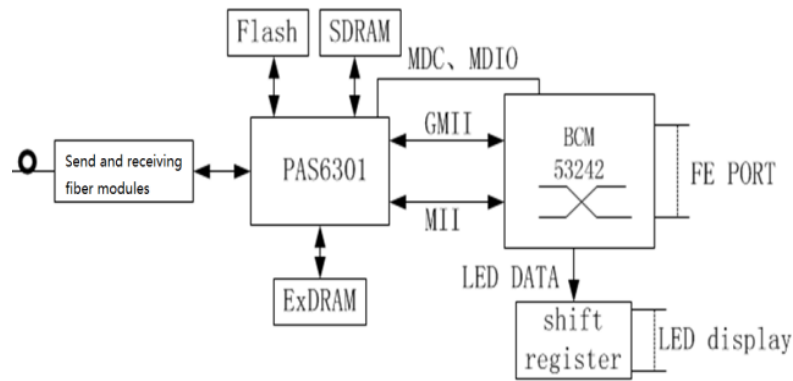 Flash
SDRAM
MDC、MDIO
Send and receiving
fiber modules
PAS6301
GMII
MII
BCM
53242
FE PORT
ExDRAM
LED DATA
shift
register
LED display